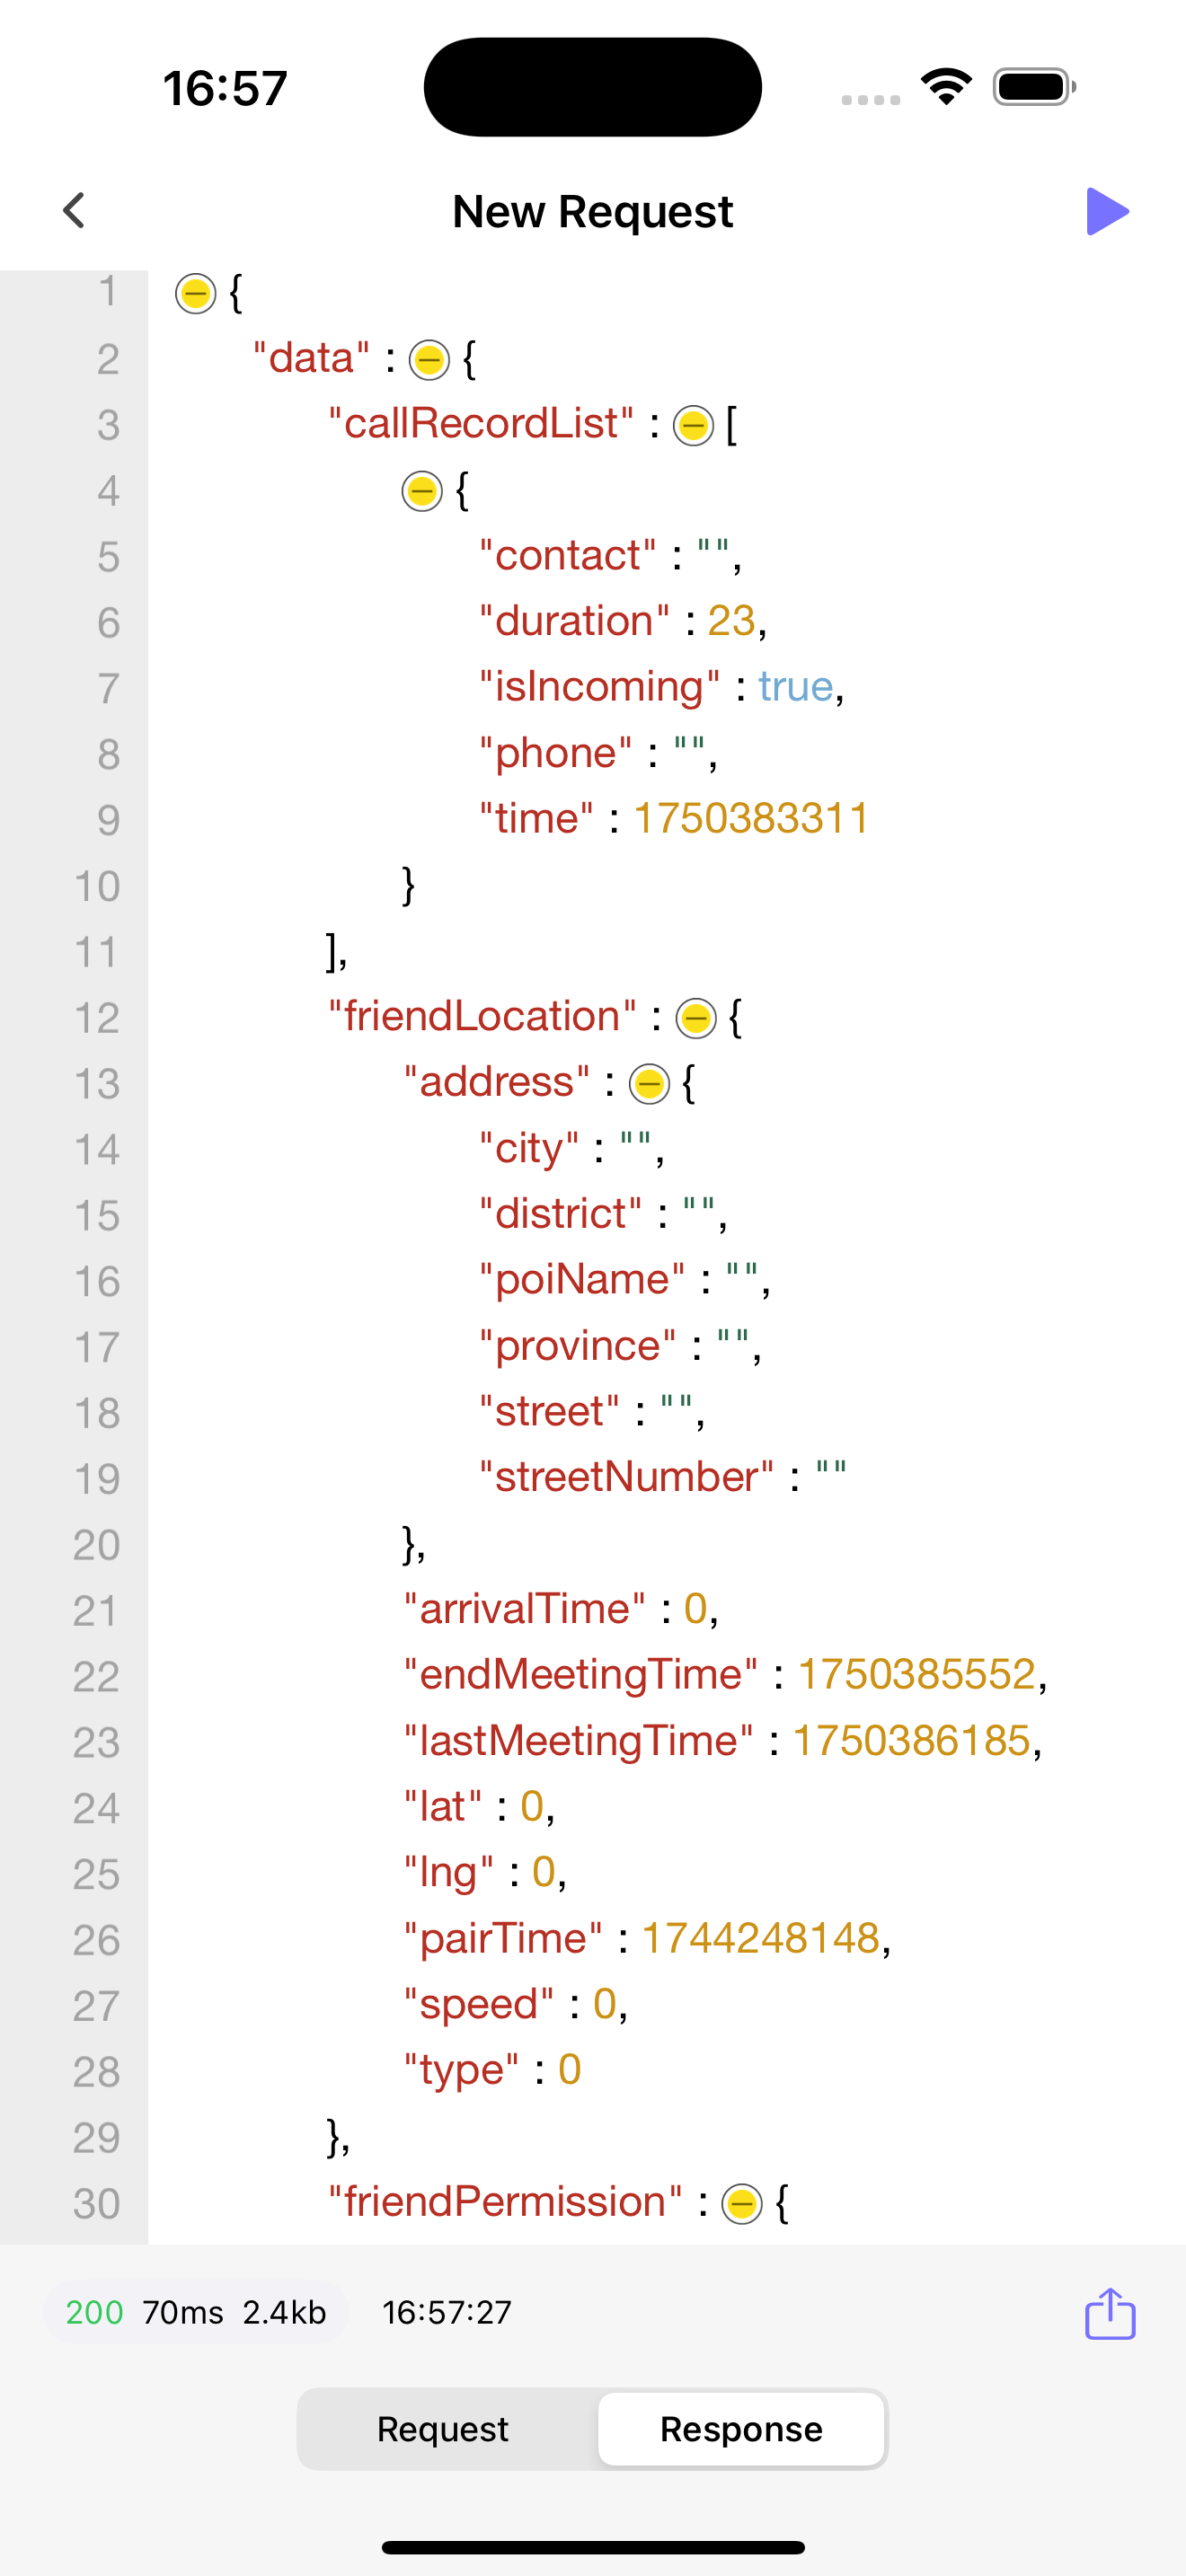 16:57
New Request
1 {
2 "data" : {
3 "callRecordList" : [
4 {
5 "contact" : "",
6 "duration" : 23,
7 "isIncoming" : true,
8 "phone" : "",
9 "time" : 1750383311
10 }
11 ],
12 "friendLocation" : {
13 "address" : {
14 "city" : "",
15 "district" : "",
16 "poiName" : "",
17 "province" : "",
18 "street" : "",
19 "streetNumber" : ""
20 },
21 "arrivalTime" : 0,
22 "endMeetingTime" : 1750385552,
23 "lastMeetingTime" : 1750386185,
24 "lat" : 0,
25 "lng" : 0,
26 "pairTime" : 1744248148,
27 "speed" : 0,
28 "type" : 0
29 },
30 "friendPermission" : {
200 70ms 2.4kb 16:57:27
Request Response